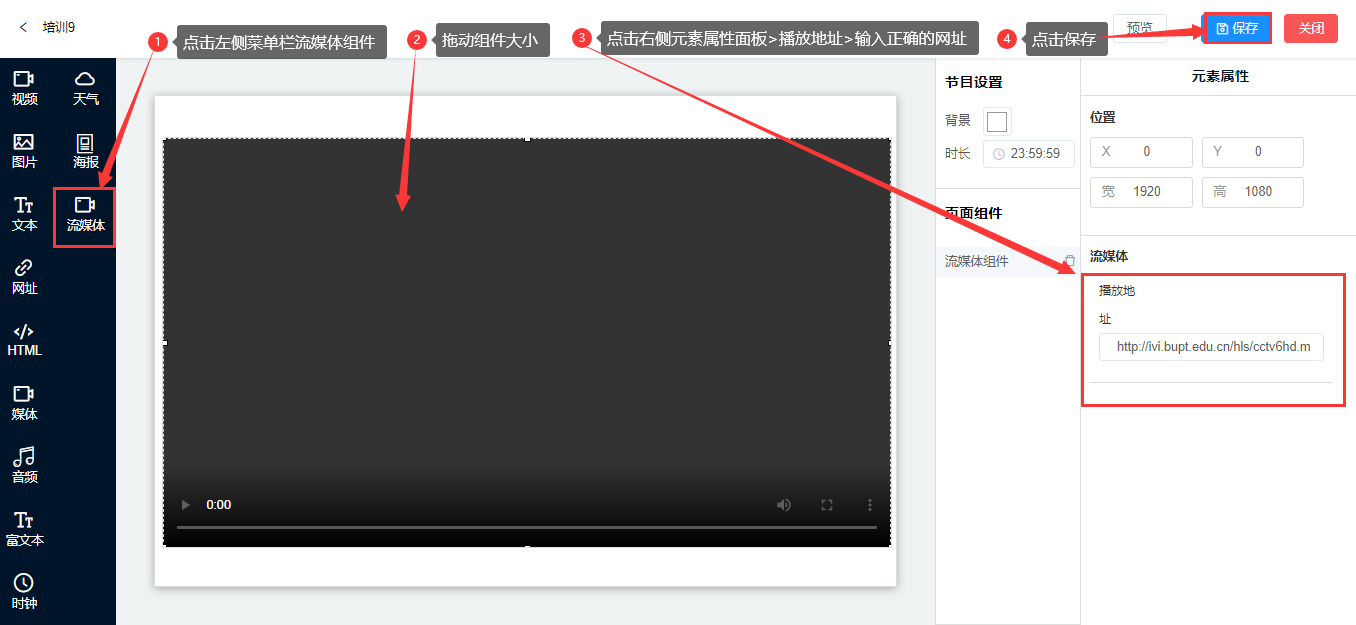 培训9
1 点击左侧菜单栏流媒体组件
2 拖动组件大小
3 点击右侧元素属性面板>播放地址>输入正确的网址
4 点击保存
预览
保存
关闭
视频
天气
图片
海报
文本
流媒体
网址
HTML
媒体
音频
富文本
时钟
0:00
节目设置
背景
时长 23:59:59
页面组件
流媒体组件
元素属性
位置
X 0 Y 0
宽 1920 高 1080
流媒体
播放地
址
http://ivi.bupt.edu.cn/hls/cctv6hd.m